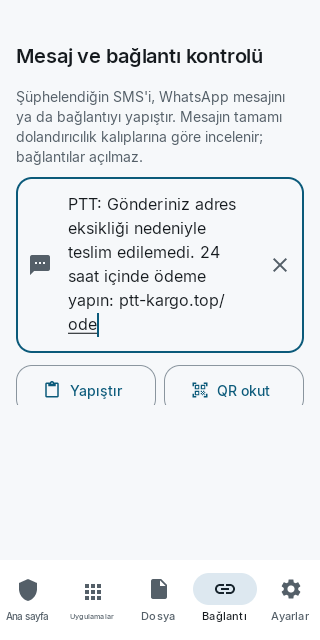 Mesaj ve bağlantı kontrolü
Şüphelendiğin SMS'i, WhatsApp mesajını
ya da bağlantıyı yapıştır. Mesajın tamamı
dolandırıcılık kalıplarına göre incelenir;
bağlantılar açılmaz.
PTT: Gönderiniz adres
eksikliği nedeniyle
teslim edilemedi. 24
saat içinde ödeme
yapın: ptt-kargo.top/
ode
Yapıştır
QR okut
Ana sayfa
Uygulamalar
Dosya
Bağlantı
Ayarlar